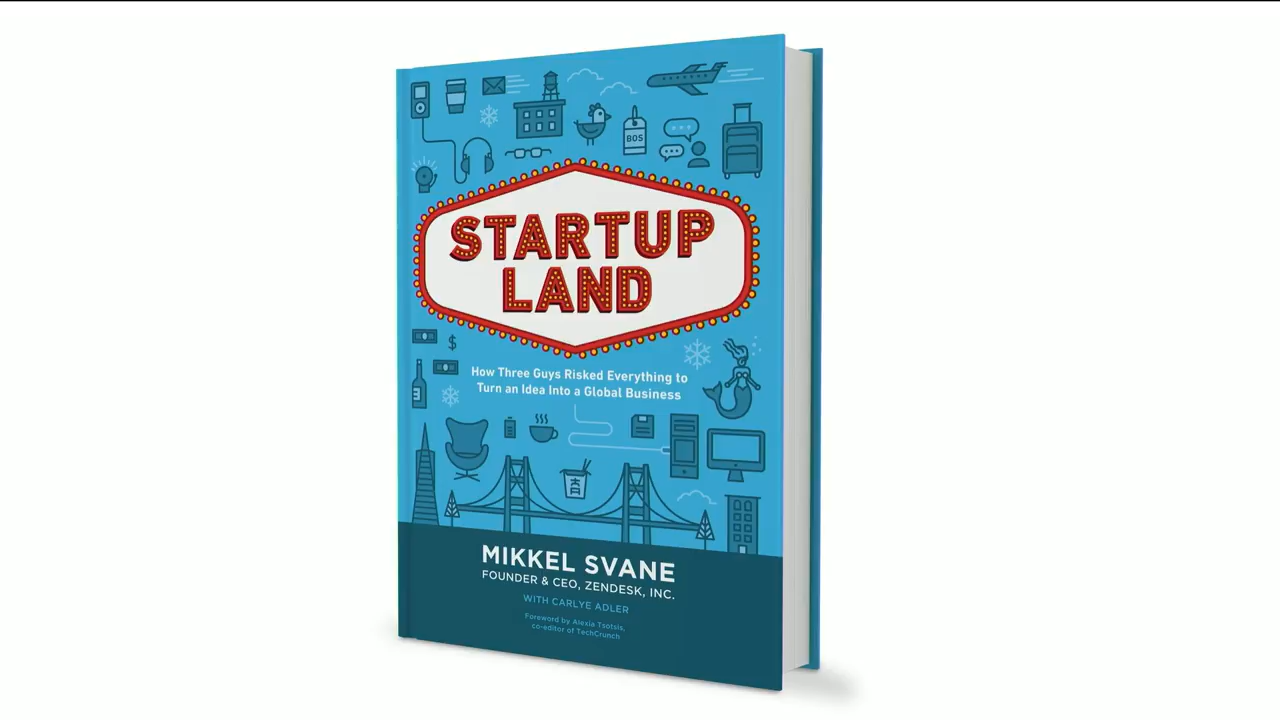 BOS
STARTUP
LAND
$
How Three Guys Risked Everything to
Turn an Idea Into a Global Business
MIKKEL SVANE
FOUNDER & CEO, ZENDESK, INC.
WITH CARLYE ADLER
Foreword by Alexia Tsotsis,
co-editor of TechCrunch